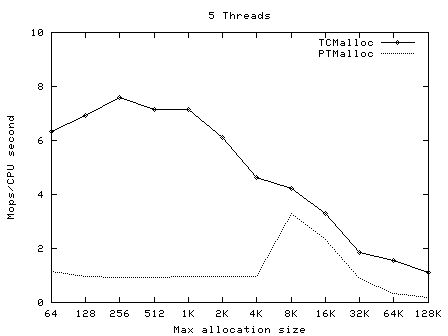 5 Threads
TCMalloc
PTMalloc
10
8
6
4
2
0
Mops/CPU second
64 128 256 512 1K 2K 4K 8K 16K 32K 64K 128K
Max allocation size